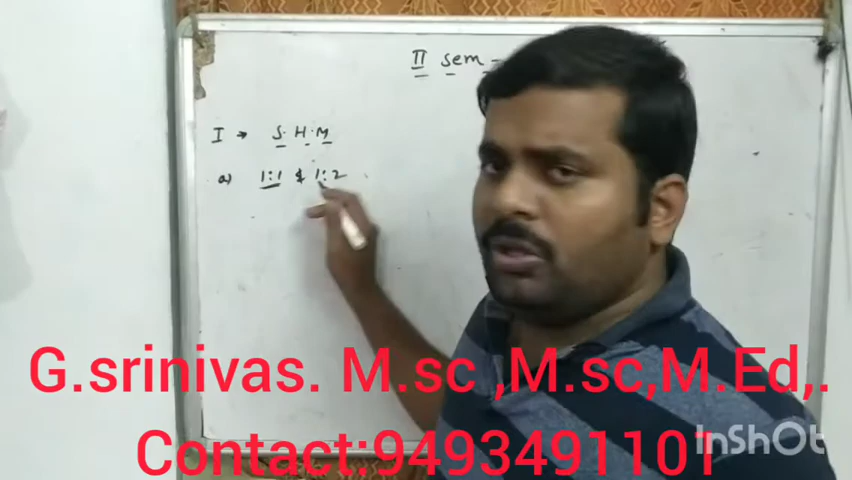 II sem -
I → S. H. M
a) 1:1 & 1:2
G.srinivas. M.sc ,M.sc,M.Ed,.
Contact:9493491101
InShOt